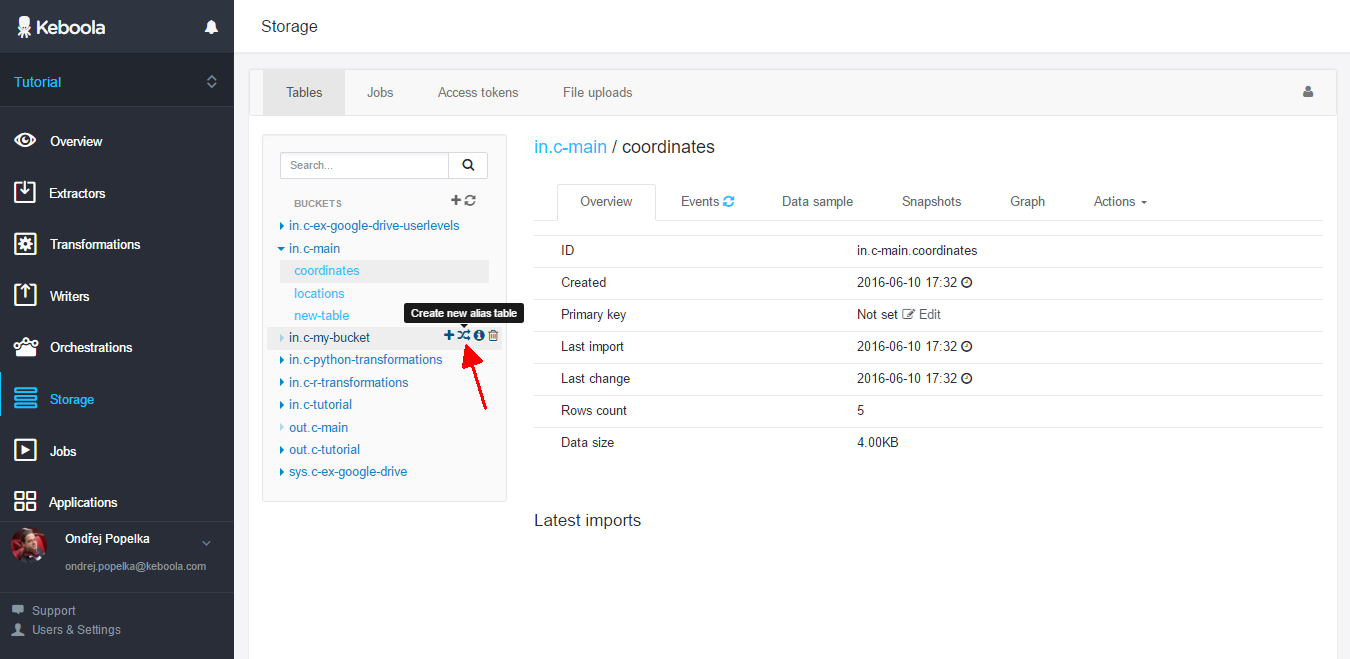 Keboola
Storage
Tutorial
Overview
Extractors
Transformations
Writers
Orchestrations
Storage
Jobs
Applications
Ondřej Popelka
ondrej.popelka@keboola.com
Support
Users & Settings
Tables Jobs Access tokens File uploads
Search...
BUCKETS
in.c-ex-google-drive-userlevels
in.c-main
coordinates
locations
new-table
Create new alias table
in.c-my-bucket
in.c-python-transformations
in.c-r-transformations
in.c-tutorial
out.c-main
out.c-tutorial
sys.c-ex-google-drive
in.c-main / coordinates
Overview Events Data sample Snapshots Graph Actions
ID in.c-main.coordinates
Created 2016-06-10 17:32
Primary key Not set Edit
Last import 2016-06-10 17:32
Last change 2016-06-10 17:32
Rows count 5
Data size 4.00KB
Latest imports